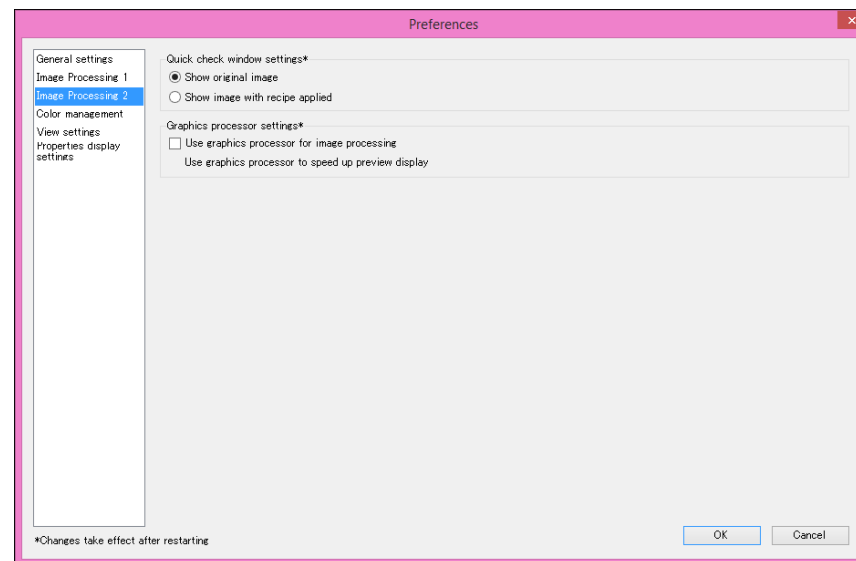 Preferences
General settings
Image Processing 1
Image Processing 2
Color management
View settings
Properties display
settings
Quick check window settings*
Show original image
Show image with recipe applied
Graphics processor settings*
Use graphics processor for image processing
Use graphics processor to speed up preview display
*Changes take effect after restarting
OK
Cancel